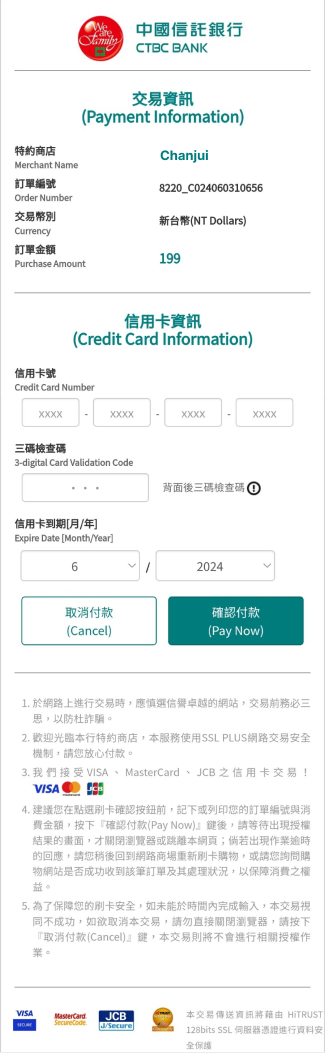 We Care Family
中國信託銀行
CTBC BANK
交易資訊
(Payment Information)
特約商店
Merchant Name
Chanjui
訂單編號
Order Number
8220_C024060310656
交易幣別
Currency
新台幣(NT Dollars)
訂單金額
Purchase Amount
199
信用卡資訊
(Credit Card Information)
信用卡號
Credit Card Number
xxxx - xxxx - xxxx - xxxx
三碼檢查碼
3-digital Card Validation Code
・・・ 背面後三碼檢查碼
信用卡到期[月/年]
Expire Date [Month/Year]
6 / 2024
取消付款
(Cancel)
確認付款
(Pay Now)
1. 於網路上進行交易時，應慎選信譽卓越的網站，交易前務必三
思，以防杜詐騙。
2. 歡迎光臨本行特約商店，本服務使用SSL PLUS網路交易安全
機制，請您放心付款。
3. 我們接受VISA、MasterCard、JCB之信用卡交易！
VISA JCB
4. 建議您在點選刷卡確認按鈕前，記下或列印您的訂單編號與消
費金額，按下『確認付款(Pay Now)』鍵後，請等待出現授權
結果的畫面，才關閉瀏覽器或跳離本網頁；倘若出現作業逾時
的回應，請您稍後回到網路商場重新刷卡購物，或請您詢問購
物網站是否成功收到該筆訂單及其處理狀況，以保障消費之權
益。
5. 為了保障您的刷卡安全，如未能於時間內完成輸入，本交易視
同不成功，如欲取消本交易，請勿直接關閉瀏覽器，請按下
『取消付款(Cancel)』鍵，本交易則將不會進行相關授權作
業。
VISA
SECURE
MasterCard.
SecureCode.
JCB
J/Secure
本交易傳送資訊將藉由 HiTRUST
128bits SSL 伺服器憑證進行資料安
全保護